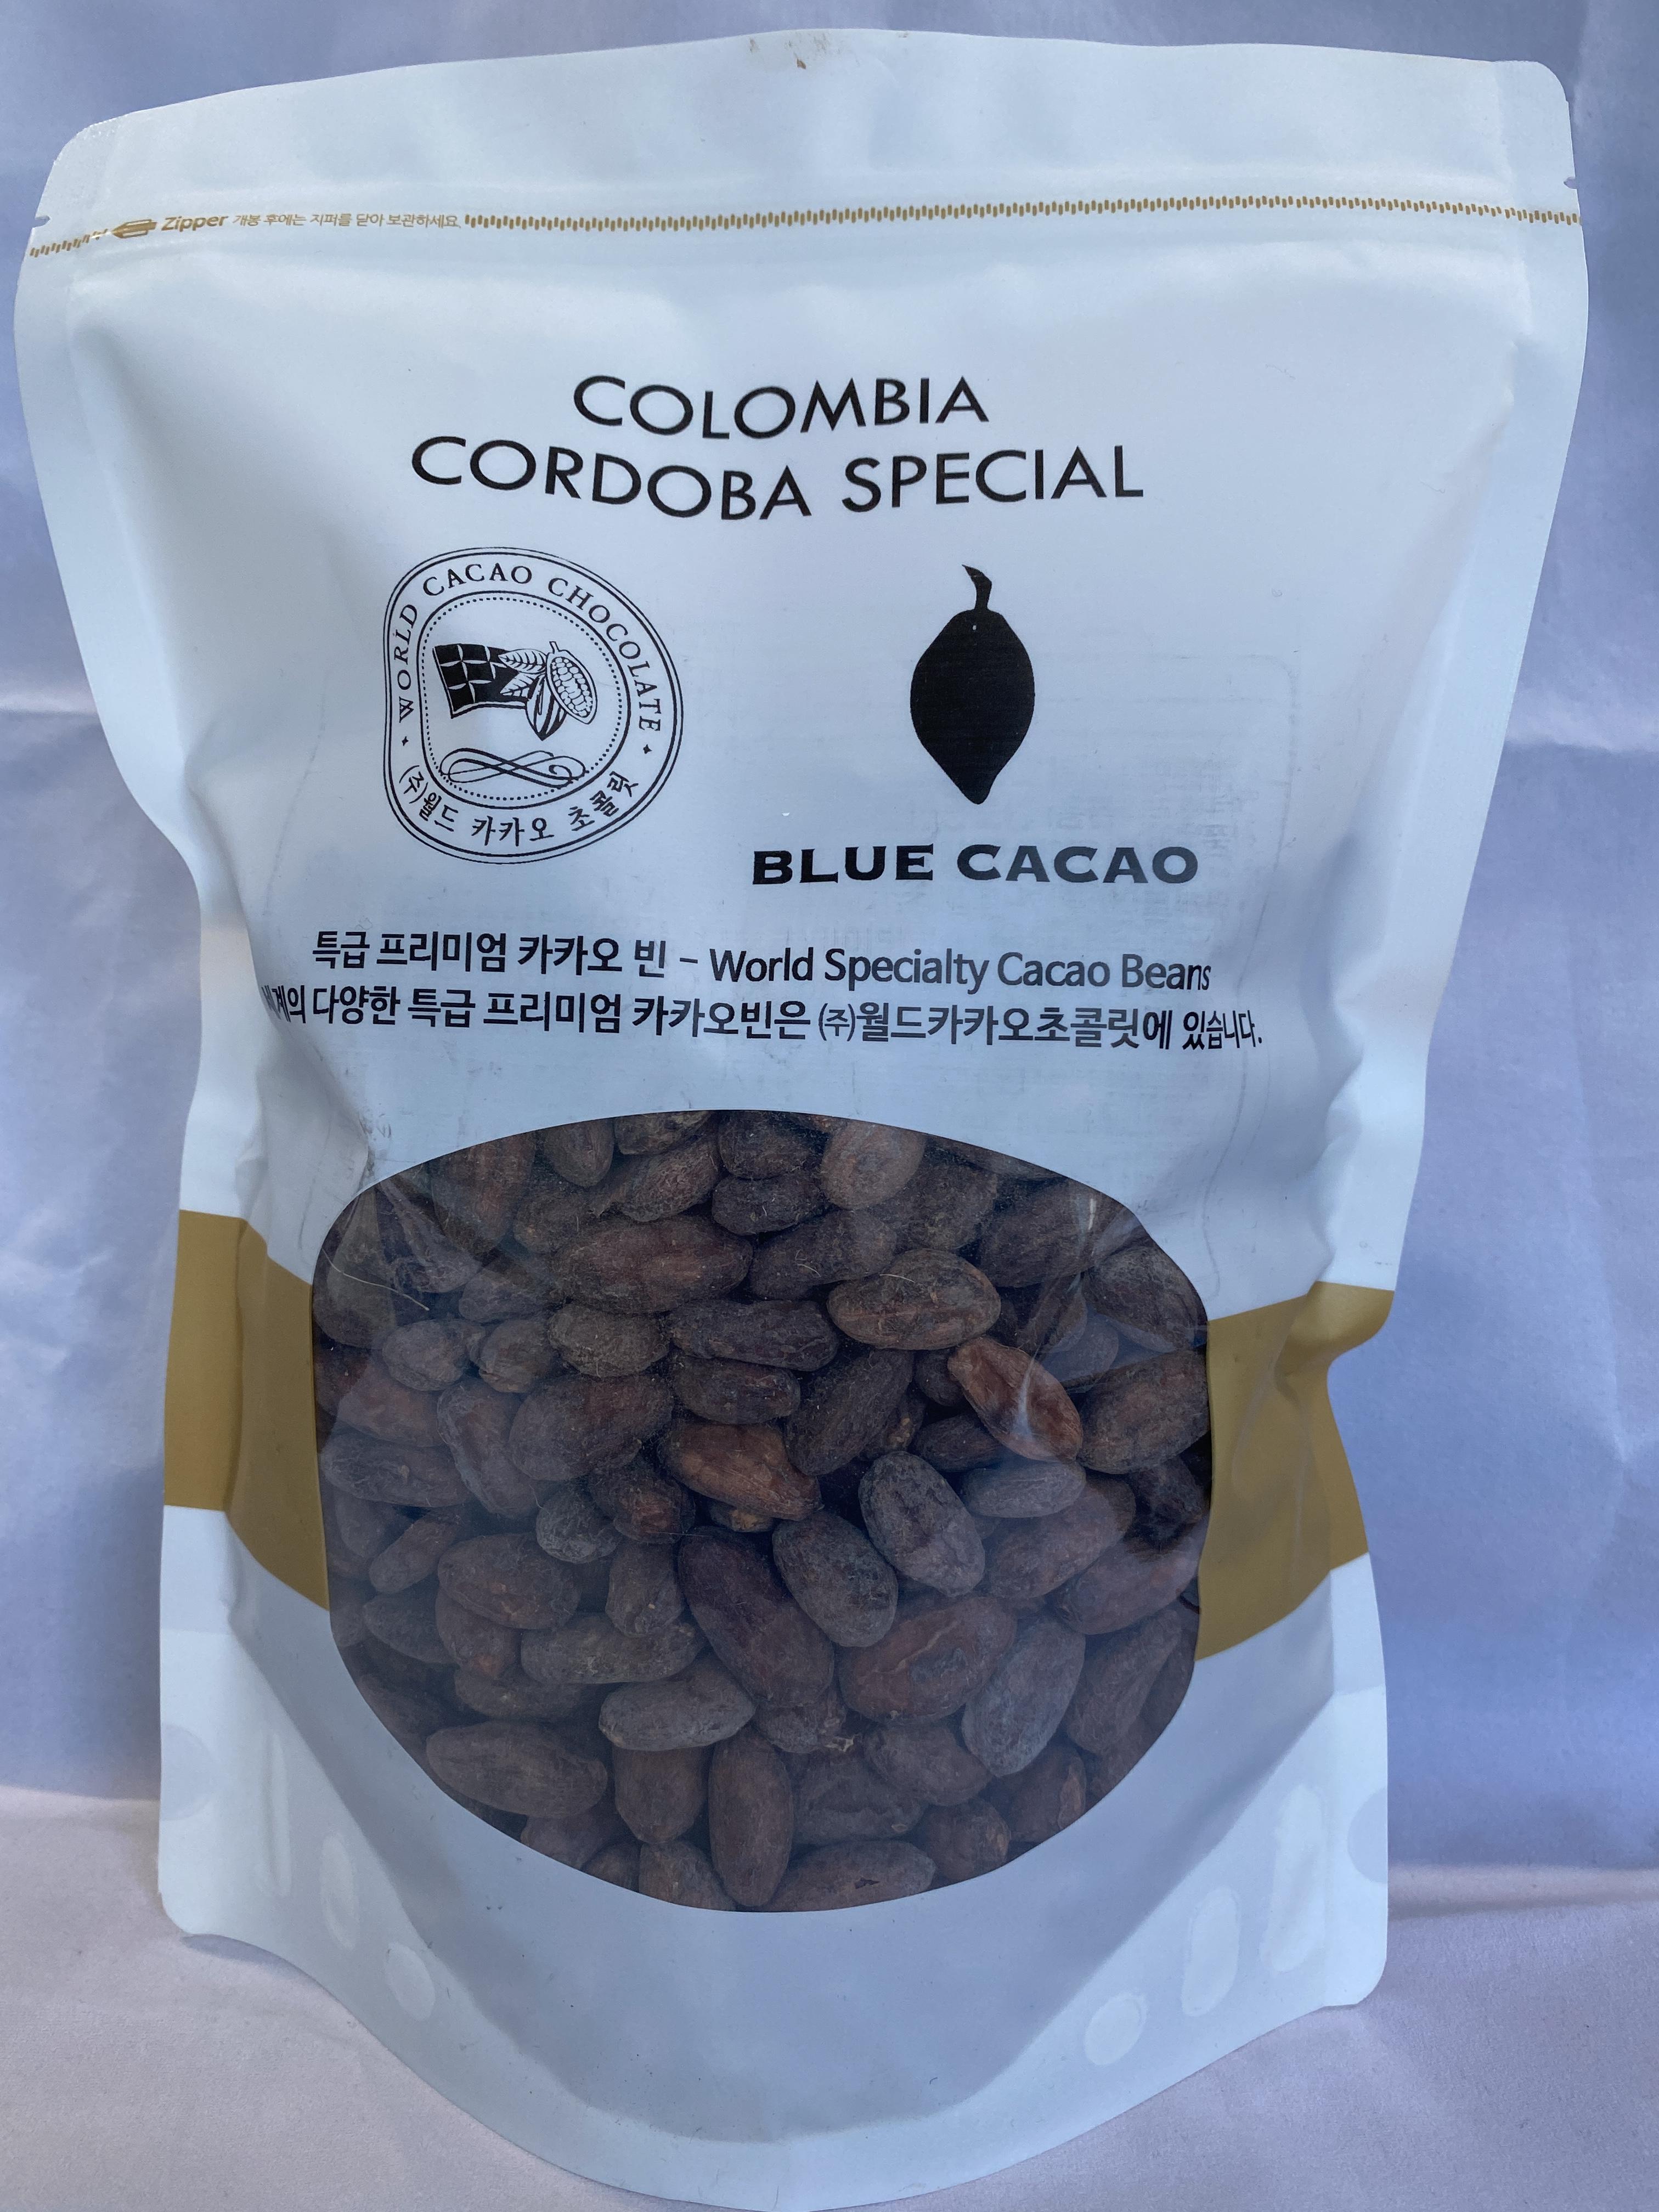 Zipper 개봉 후에는 지퍼를 닫아 보관하세요.
COLOMBIA
CORDOBA SPECIAL
WORLD CACAO CHOCOLATE
(주)월드 카카오 초콜릿
BLUE CACAO
특급 프리미엄 카카오 빈 - World Specialty Cacao Beans
세계의 다양한 특급 프리미엄 카카오빈은 ㈜월드카카오초콜릿에 있습니다.